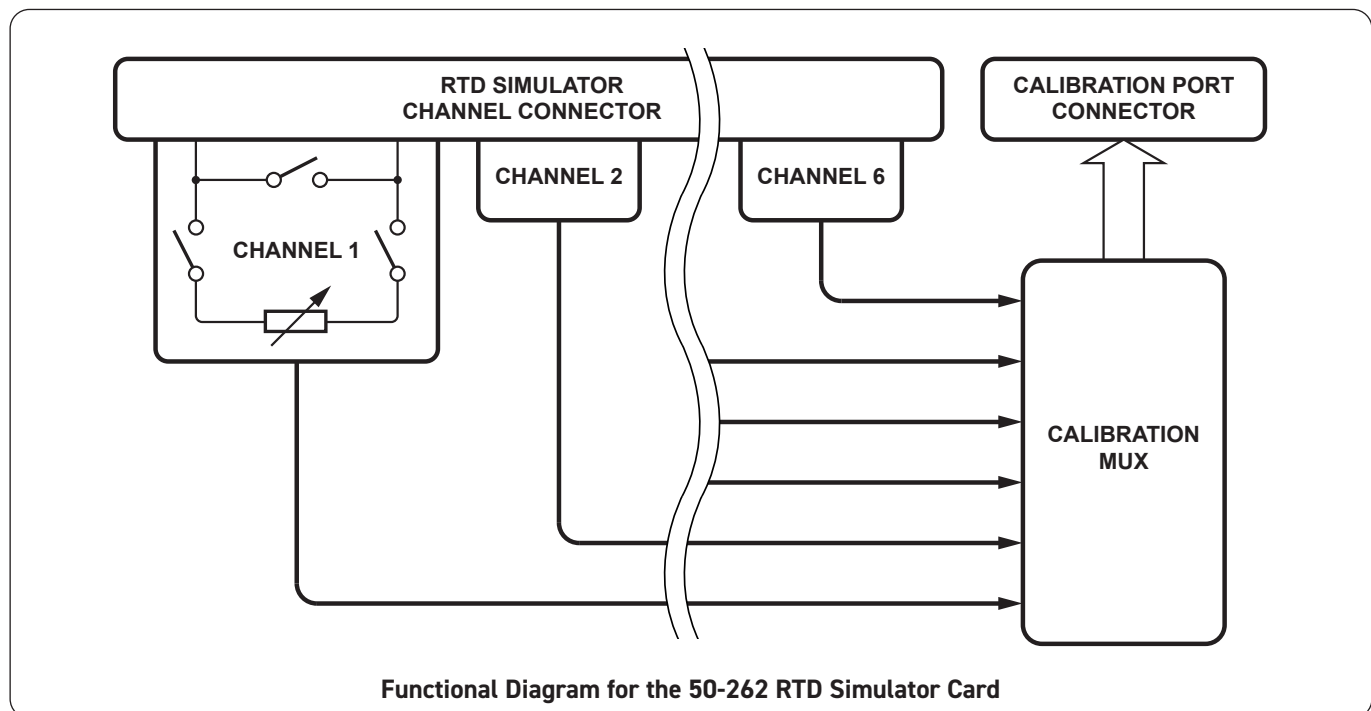 RTD SIMULATOR
CHANNEL CONNECTOR
CALIBRATION PORT
CONNECTOR
CHANNEL 1
CHANNEL 2
CHANNEL 6
CALIBRATION
MUX
Functional Diagram for the 50-262 RTD Simulator Card